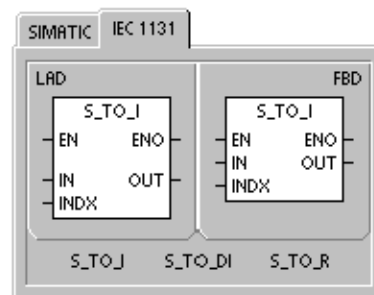 SIMATIC IEC 1131
LAD FBD
S_TO_I S_TO_I
EN ENO EN ENO
IN OUT IN OUT
INDX INDX
S_TO_I S_TO_DI S_TO_R